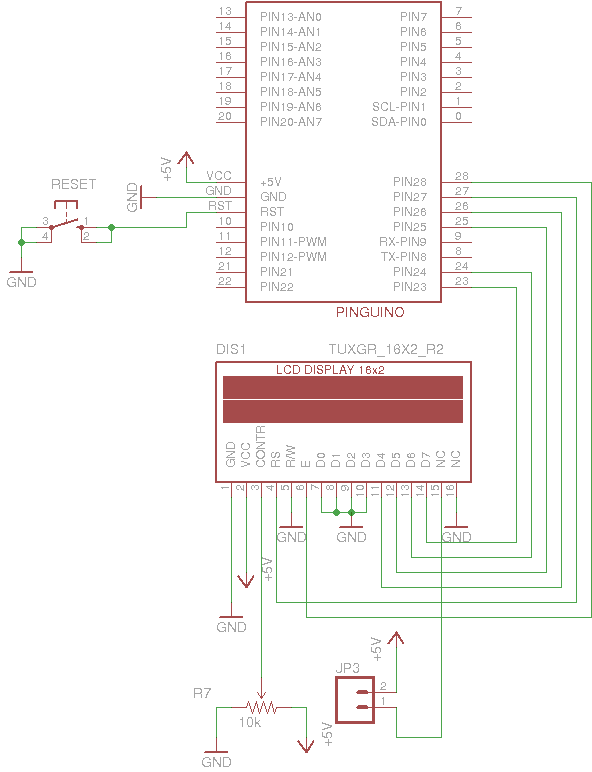 13 PIN13-AN0 PIN7 7
14 PIN14-AN1 PIN6 6
15 PIN15-AN2 PIN5 5
16 PIN16-AN3 PIN4 4
17 PIN17-AN4 PIN3 3
18 PIN18-AN5 PIN2 2
19 PIN19-AN6 SCL-PIN1 1
20 PIN20-AN7 SDA-PIN0 0
+5V
VCC +5V PIN28 28
RESET
GND
GND GND PIN27 27
RST RST PIN26 26
3 1
10 PIN10 PIN25 25
4 2
11 PIN11-PWM RX-PIN9 9
12 PIN12-PWM TX-PIN8 8
21 PIN21 PIN24 24
GND
22 PIN22 PIN23 23
PINGUINO
DIS1 TUXGR_16X2_R2
LCD DISPLAY 16x2
GND VCC CONTR RS R/W E D0 D1 D2 D3 D4 D5 D6 D7 NC NC
1 2 3 4 5 6 7 8 9 10 11 12 13 14 15 16
GND GND GND
+5V
GND
+5V
JP3
2
R7
1
10k
+5V
GND